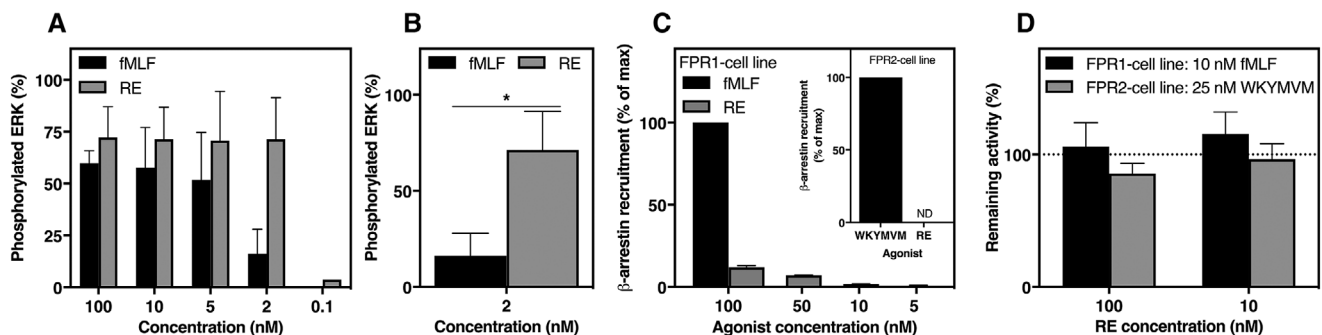 A
Phosphorylated ERK (%)
fMLF
RE
100
75
50
25
0
100 10 5 2 0.1
Concentration (nM)
B
Phosphorylated ERK (%)
fMLF RE
*
100
50
0
2
Concentration (nM)
C
β-arrestin recruitment (% of max)
FPR1-cell line
fMLF
RE
100
50
0
100 50 10 5
Agonist concentration (nM)
FPR2-cell line
β-arrestin recruitment
(% of max)
100
50
0
ND
WKYMVM RE
Agonist
D
Remaining activity (%)
FPR1-cell line: 10 nM fMLF
FPR2-cell line: 25 nM WKYMVM
100
0
100 10
RE concentration (nM)